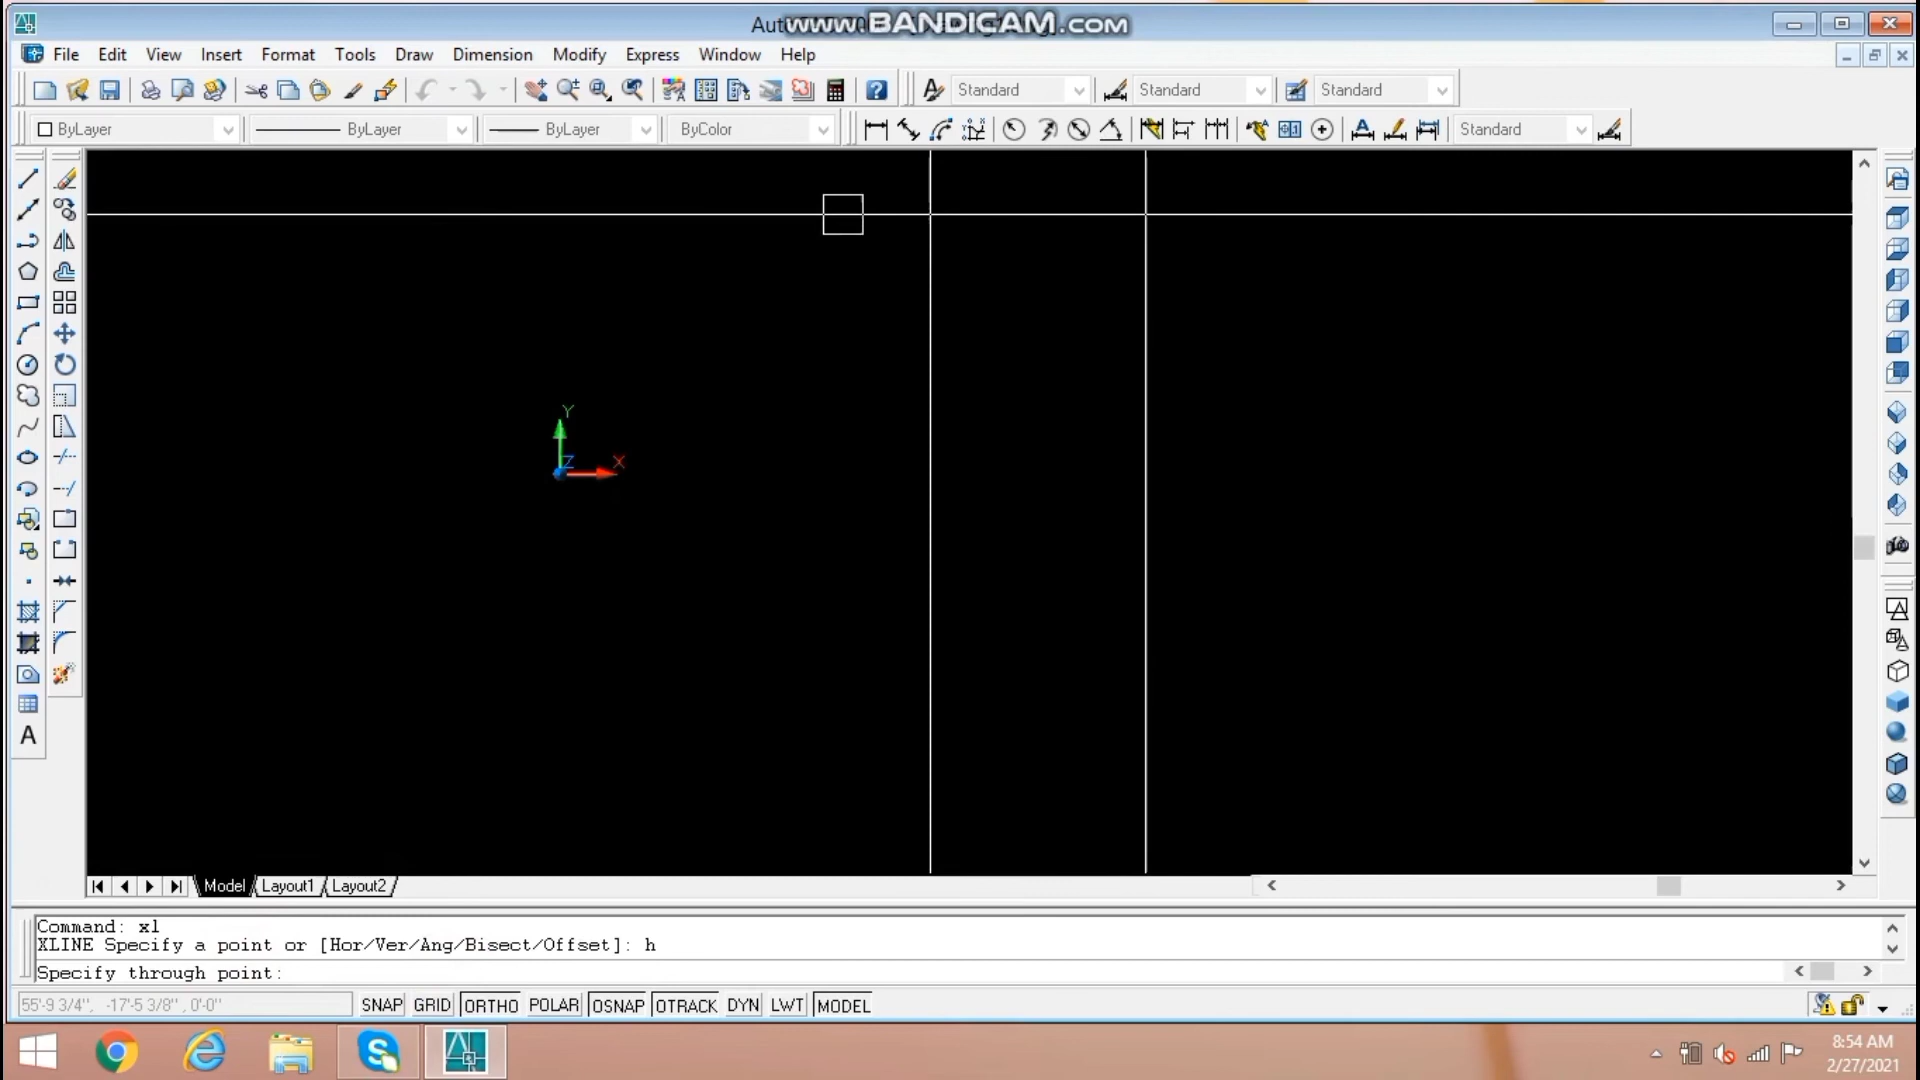 www.BANDICAM.com
File Edit View Insert Format Tools Draw Dimension Modify Express Window Help
Standard Standard Standard
ByLayer ByLayer ByLayer ByColor Standard
Y
Z X
A
Model Layout1 Layout2
Command: xl
XLINE Specify a point or [Hor/Ver/Ang/Bisect/Offset]: h
Specify through point:
55'-9 3/4", -17'-5 3/8" , 0'-0" SNAP GRID ORTHO POLAR OSNAP OTRACK DYN LWT MODEL
8:54 AM
2/27/2021